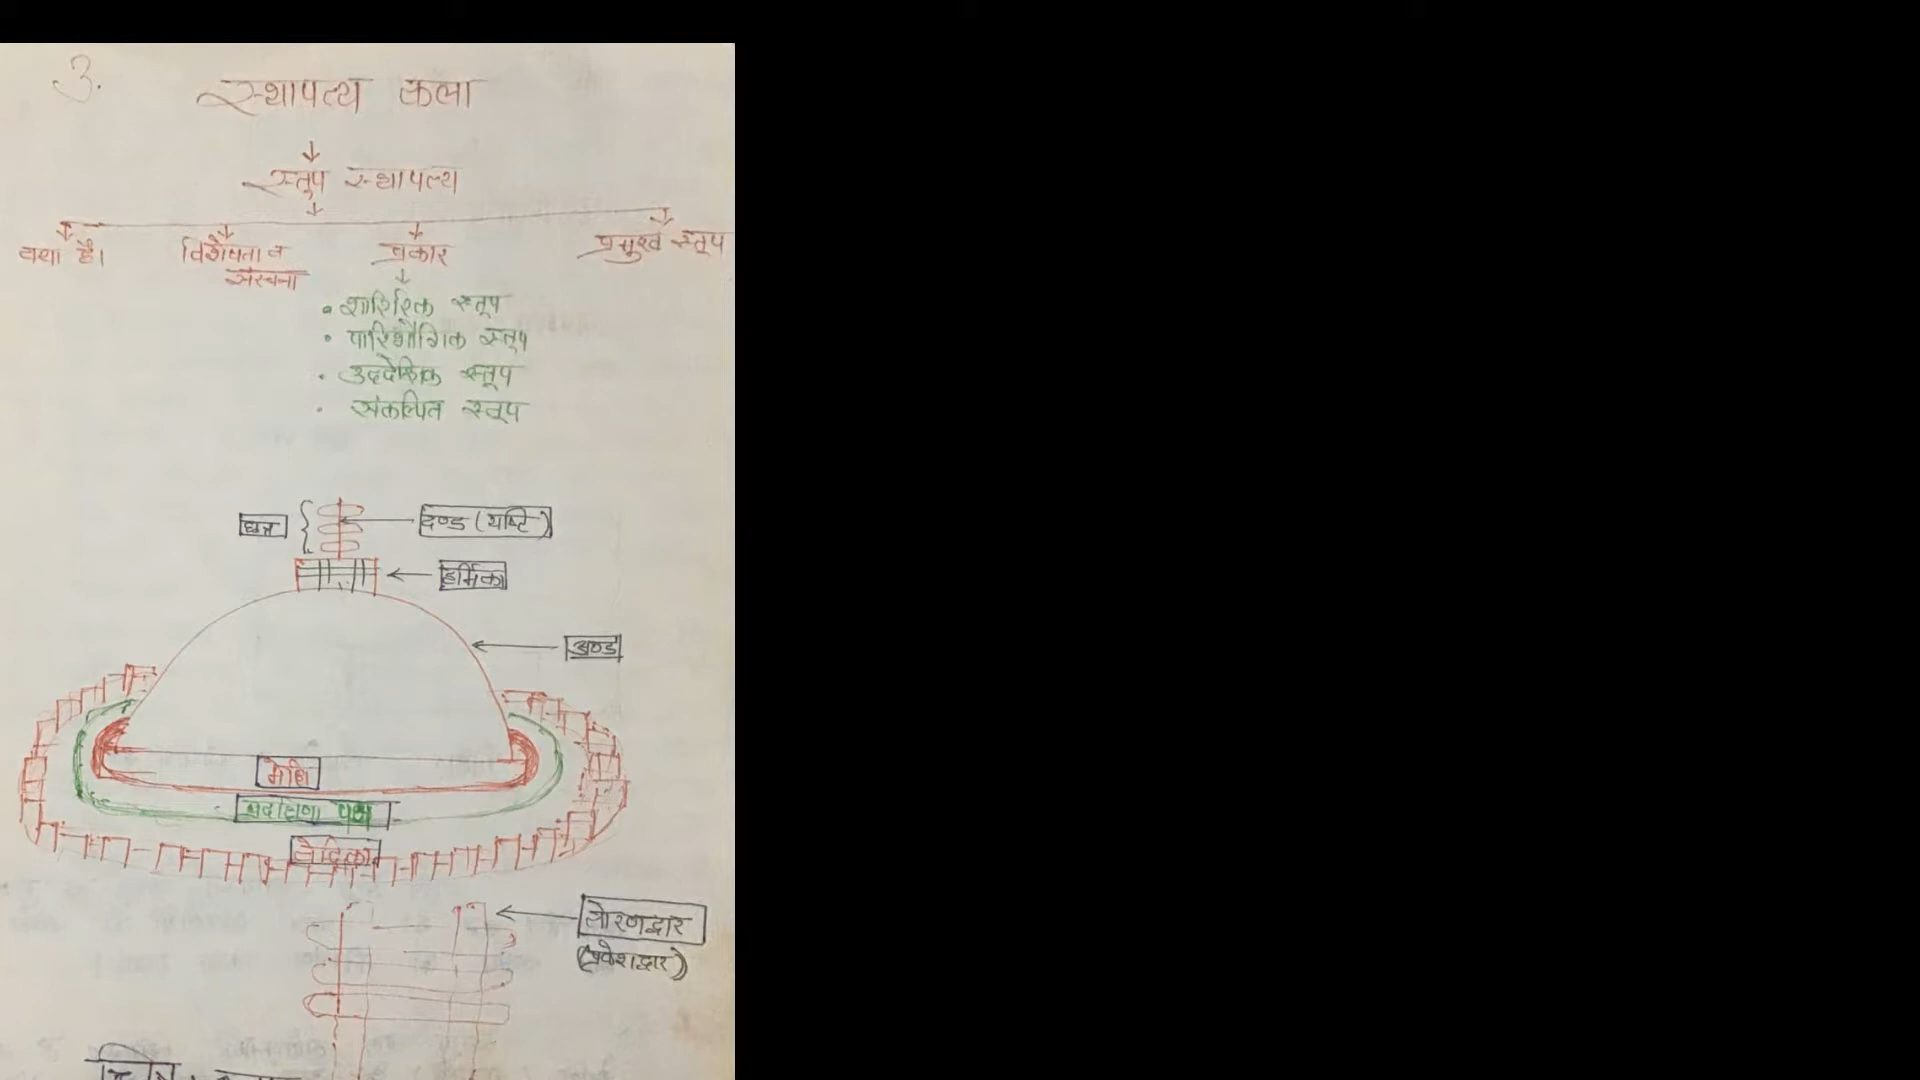 3.
स्थापत्य कला
स्तूप स्थापत्य
क्या है। विशेषता व प्रकार प्रमुख स्तूप
संरचना
• शारिरिक स्तूप
• पारिभौगिक स्तूप
• उद्देशिक स्तूप
• संकल्पित स्तूप
छत्र दण्ड (यष्टि)
हर्मिका
अण्ड
मेधि
प्रदक्षिणा पथ
वेदिका
तोरणद्वार
(प्रवेशद्वार)